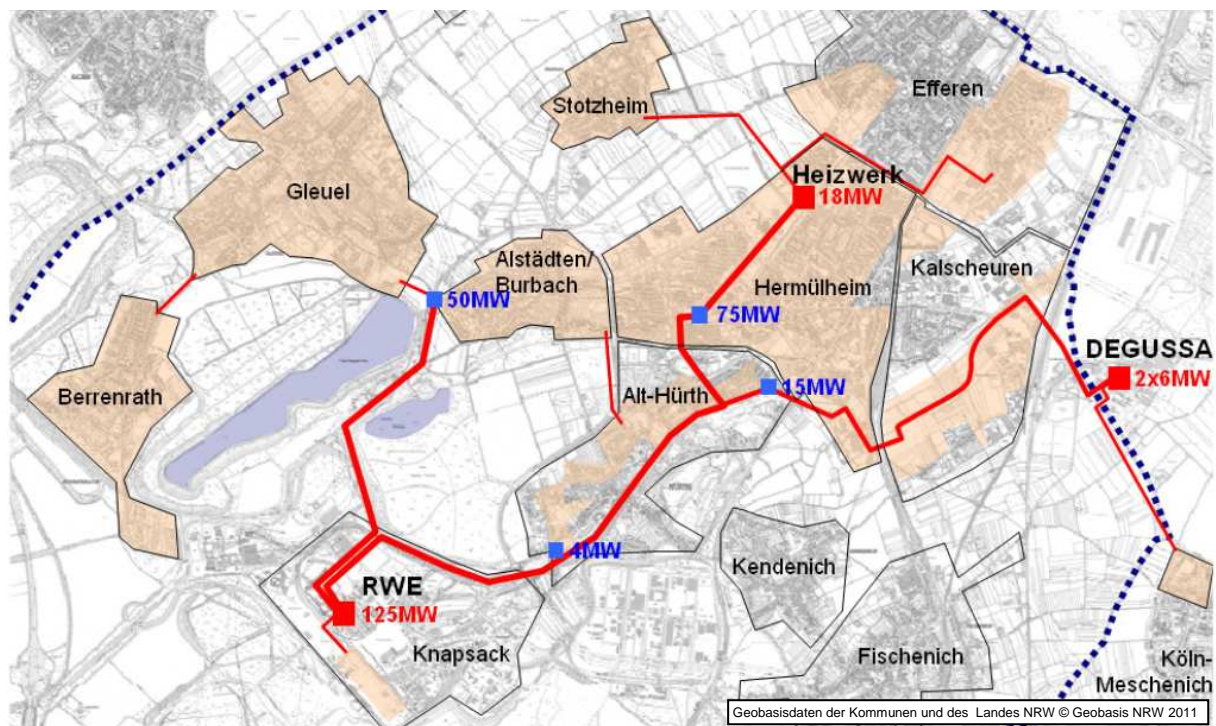 Efferen
Stotzheim
Gleuel
Heizwerk
18MW
Alstädten/
Burbach
Kalscheuren
Hermülheim
50MW
75MW
DEGUSSA
2x6MW
Berrenrath
Alt-Hürth
15MW
4MW
Kendenich
RWE
125MW
Knapsack
Fischenich
Köln-
Meschenich
Geobasisdaten der Kommunen und des Landes NRW © Geobasis NRW 2011